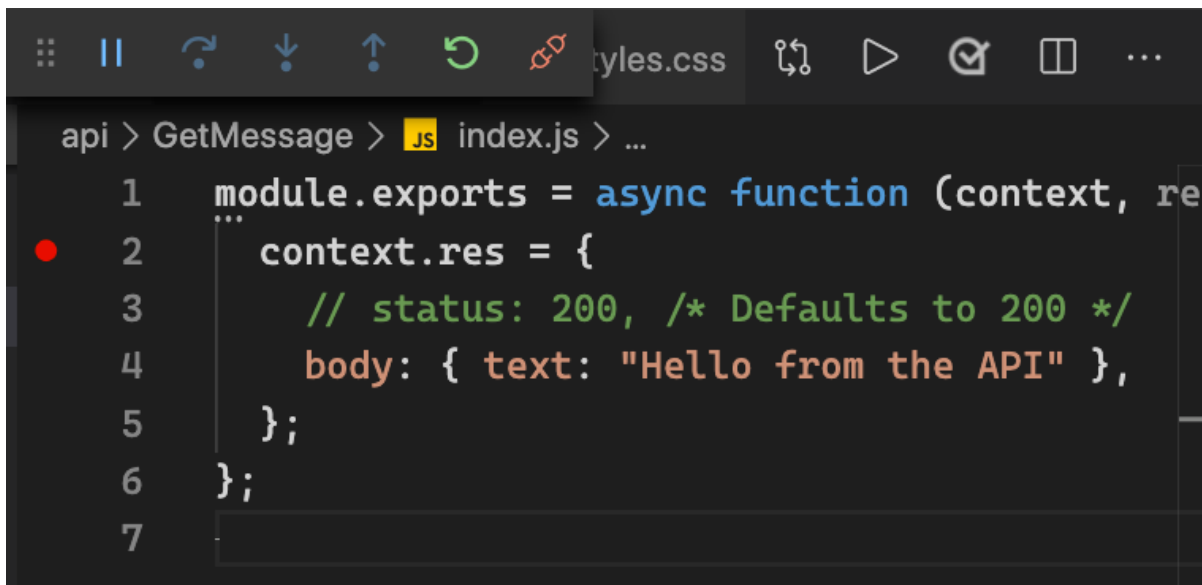 tyles.css
api > GetMessage > JS index.js > ...
1 module.exports = async function (context, re
2 context.res = {
3 // status: 200, /* Defaults to 200 */
4 body: { text: "Hello from the API" },
5 };
6 };
7